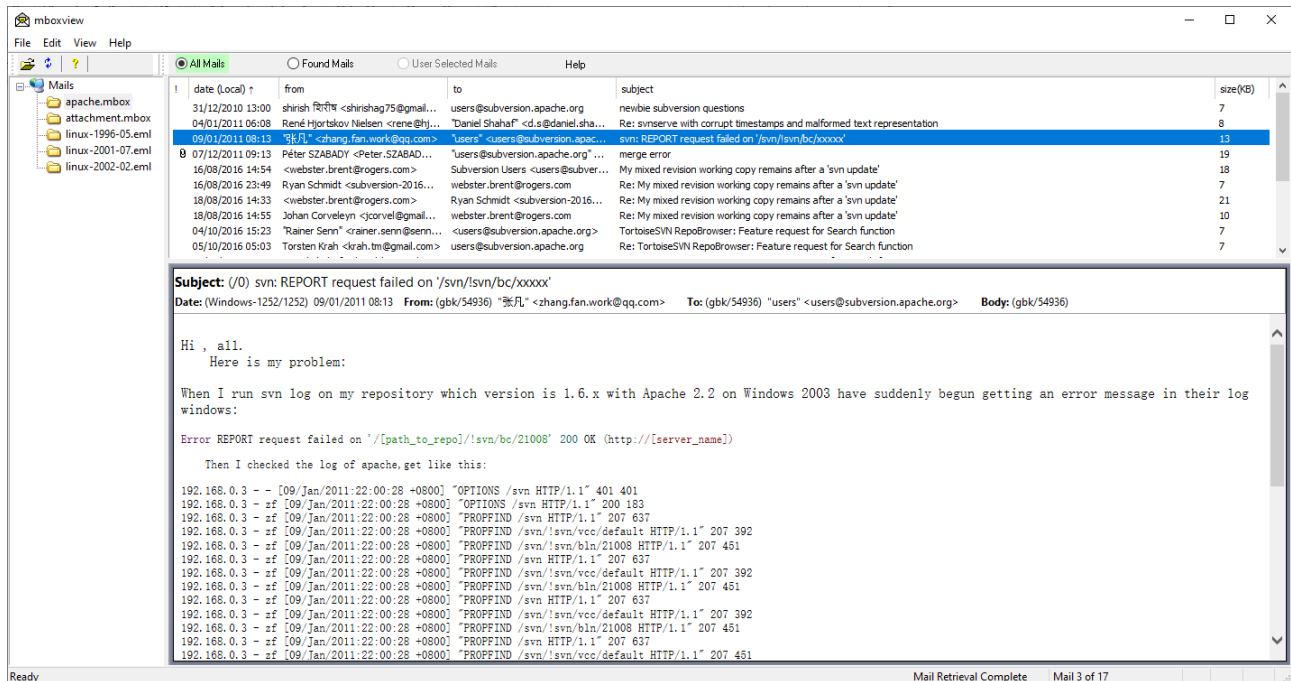 mboxview
File Edit View Help
All Mails Found Mails User Selected Mails Help
Mails
apache.mbox
attachment.mbox
linux-1996-05.eml
linux-2001-07.eml
linux-2002-02.eml
! date (Local) ↑ from to subject size(KB)
31/12/2010 13:00 shirish शिरीष <shirishag75@gmail... users@subversion.apache.org newbie subversion questions 7
04/01/2011 06:08 René Hjortskov Nielsen <rene@hj... "Daniel Shahaf" <d.s@daniel.sha... Re: svnserve with corrupt timestamps and malformed text representation 8
09/01/2011 08:13 "张凡" <zhang.fan.work@qq.com> "users" <users@subversion.apac... svn: REPORT request failed on '/svn/!svn/bc/xxxxx' 13
07/12/2011 09:13 Péter SZABADY <Peter.SZABAD... "users@subversion.apache.org" ... merge error 19
16/08/2016 14:54 <webster.brent@rogers.com> Subversion Users <users@subver... My mixed revision working copy remains after a 'svn update' 18
16/08/2016 23:49 Ryan Schmidt <subversion-2016... webster.brent@rogers.com Re: My mixed revision working copy remains after a 'svn update' 7
18/08/2016 14:33 <webster.brent@rogers.com> Ryan Schmidt <subversion-2016... Re: My mixed revision working copy remains after a 'svn update' 21
18/08/2016 14:55 Johan Corveleyn <jcorvel@gmail... webster.brent@rogers.com Re: My mixed revision working copy remains after a 'svn update' 10
04/10/2016 15:23 "Rainer Senn" <rainer.senn@senn... <users@subversion.apache.org> TortoiseSVN RepoBrowser: Feature request for Search function 7
05/10/2016 05:03 Torsten Krah <krah.tm@gmail.com> users@subversion.apache.org Re: TortoiseSVN RepoBrowser: Feature request for Search function 7
Subject: (/0) svn: REPORT request failed on '/svn/!svn/bc/xxxxx'
Date: (Windows-1252/1252) 09/01/2011 08:13 From: (gbk/54936) "张凡" <zhang.fan.work@qq.com> To: (gbk/54936) "users" <users@subversion.apache.org> Body: (gbk/54936)
Hi , all.
Here is my problem:
When I run svn log on my repository which version is 1.6.x with Apache 2.2 on Windows 2003 have suddenly begun getting an error message in their log
windows:
Error REPORT request failed on '/[path_to_repo]/!svn/bc/21008' 200 OK (http://[server_name])
Then I checked the log of apache,get like this:
192.168.0.3 - - [09/Jan/2011:22:00:28 +0800] "OPTIONS /svn HTTP/1.1" 401 401
192.168.0.3 - zf [09/Jan/2011:22:00:28 +0800] "OPTIONS /svn HTTP/1.1" 200 183
192.168.0.3 - zf [09/Jan/2011:22:00:28 +0800] "PROPFIND /svn HTTP/1.1" 207 637
192.168.0.3 - zf [09/Jan/2011:22:00:28 +0800] "PROPFIND /svn/!svn/vcc/default HTTP/1.1" 207 392
192.168.0.3 - zf [09/Jan/2011:22:00:28 +0800] "PROPFIND /svn/!svn/bln/21008 HTTP/1.1" 207 451
192.168.0.3 - zf [09/Jan/2011:22:00:28 +0800] "PROPFIND /svn HTTP/1.1" 207 637
192.168.0.3 - zf [09/Jan/2011:22:00:28 +0800] "PROPFIND /svn/!svn/vcc/default HTTP/1.1" 207 392
192.168.0.3 - zf [09/Jan/2011:22:00:28 +0800] "PROPFIND /svn/!svn/bln/21008 HTTP/1.1" 207 451
192.168.0.3 - zf [09/Jan/2011:22:00:28 +0800] "PROPFIND /svn HTTP/1.1" 207 637
192.168.0.3 - zf [09/Jan/2011:22:00:28 +0800] "PROPFIND /svn/!svn/vcc/default HTTP/1.1" 207 392
192.168.0.3 - zf [09/Jan/2011:22:00:28 +0800] "PROPFIND /svn/!svn/bln/21008 HTTP/1.1" 207 451
192.168.0.3 - zf [09/Jan/2011:22:00:28 +0800] "PROPFIND /svn HTTP/1.1" 207 637
192.168.0.3 - zf [09/Jan/2011:22:00:28 +0800] "PROPFIND /svn/!svn/vcc/default HTTP/1.1" 207 451
Ready Mail Retrieval Complete Mail 3 of 17